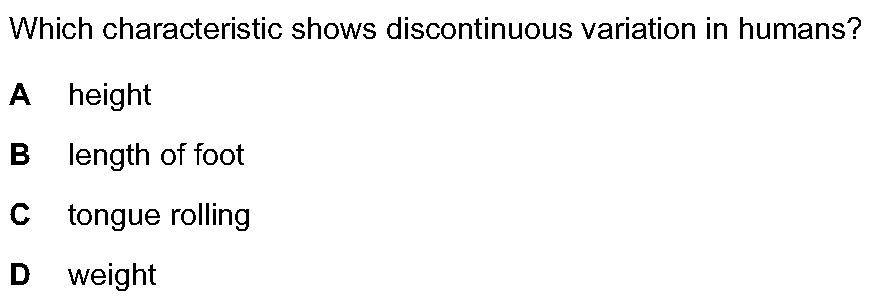 Which characteristic shows discontinuous variation in humans?
A height
B length of foot
C tongue rolling
D weight